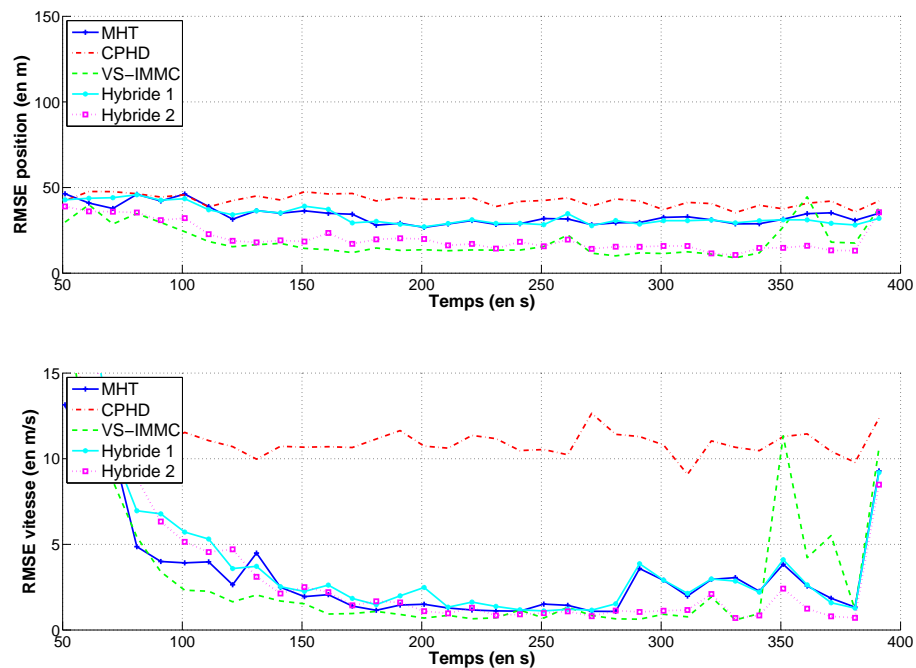 150
100
50
0
RMSE position (en m)
MHT
CPHD
VS−IMMC
Hybride 1
Hybride 2
50 100 150 200 250 300 350 400
Temps (en s)
15
10
5
0
RMSE vitesse (en m/s)
MHT
CPHD
VS−IMMC
Hybride 1
Hybride 2
50 100 150 200 250 300 350 400
Temps (en s)